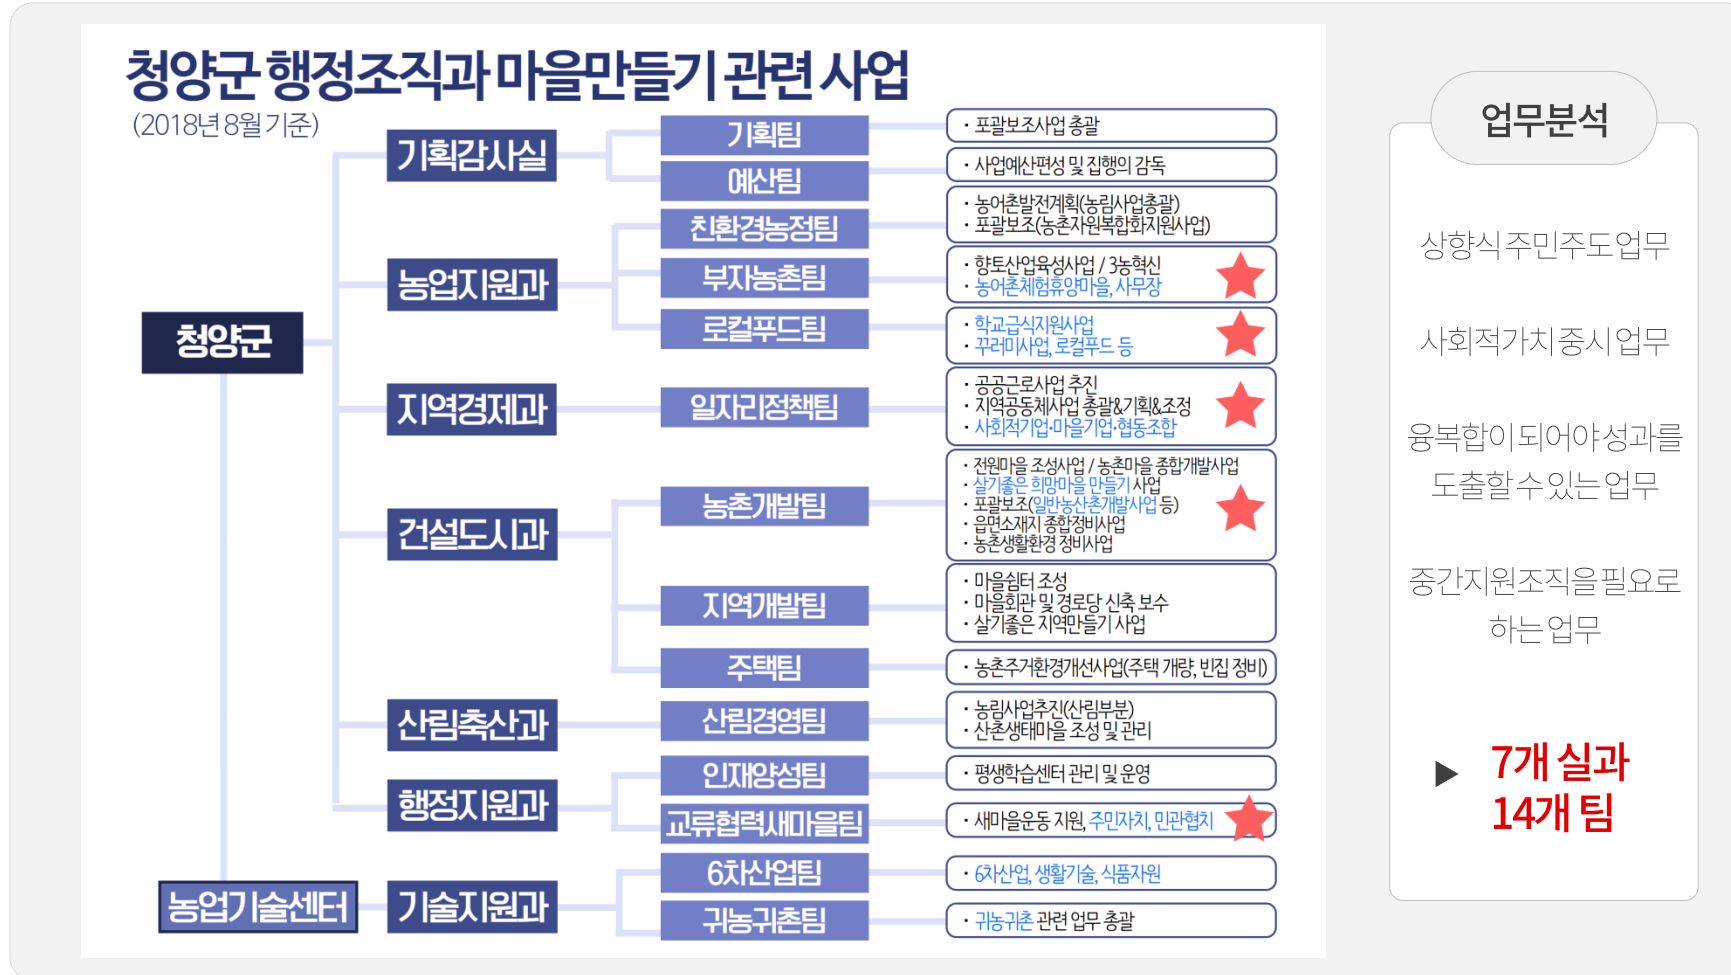 청양군 행정조직과 마을만들기 관련 사업
(2018년 8월 기준)
청양군
기획감사실
기획팀
· 포괄보조사업 총괄
예산팀
· 사업예산편성 및 집행의 감독
농업지원과
친환경농정팀
· 농어촌발전계획(농림사업총괄)
· 포괄보조(농촌자원복합화지원사업)
부자농촌팀
· 향토산업육성사업 / 3농혁신
· 농어촌체험휴양마을, 사무장
로컬푸드팀
· 학교급식지원사업
· 꾸러미사업, 로컬푸드 등
지역경제과
일자리정책팀
· 공공근로사업 추진
· 지역공동체사업 총괄&기획&조정
· 사회적기업·마을기업·협동조합
건설도시과
농촌개발팀
· 전원마을 조성사업 / 농촌마을 종합개발사업
· 살기좋은 희망마을 만들기 사업
· 포괄보조(일반농산촌개발사업 등)
· 읍면소재지 종합정비사업
· 농촌생활환경 정비사업
지역개발팀
· 마을쉼터 조성
· 마을회관 및 경로당 신축 보수
· 살기좋은 지역만들기 사업
주택팀
· 농촌주거환경개선사업(주택 개량, 빈집 정비)
산림축산과
산림경영팀
· 농림사업추진(산림부분)
· 산촌생태마을 조성 및 관리
행정지원과
인재양성팀
· 평생학습센터 관리 및 운영
교류협력새마을팀
· 새마을운동 지원, 주민자치, 민관협치
농업기술센터
기술지원과
6차산업팀
· 6차산업, 생활기술, 식품자원
귀농귀촌팀
· 귀농귀촌 관련 업무 총괄
업무분석
상향식 주민주도 업무
사회적가치 중시 업무
융복합이 되어야 성과를
도출할 수 있는 업무
중간지원조직을 필요로
하는 업무
▶ 7개 실과
14개 팀